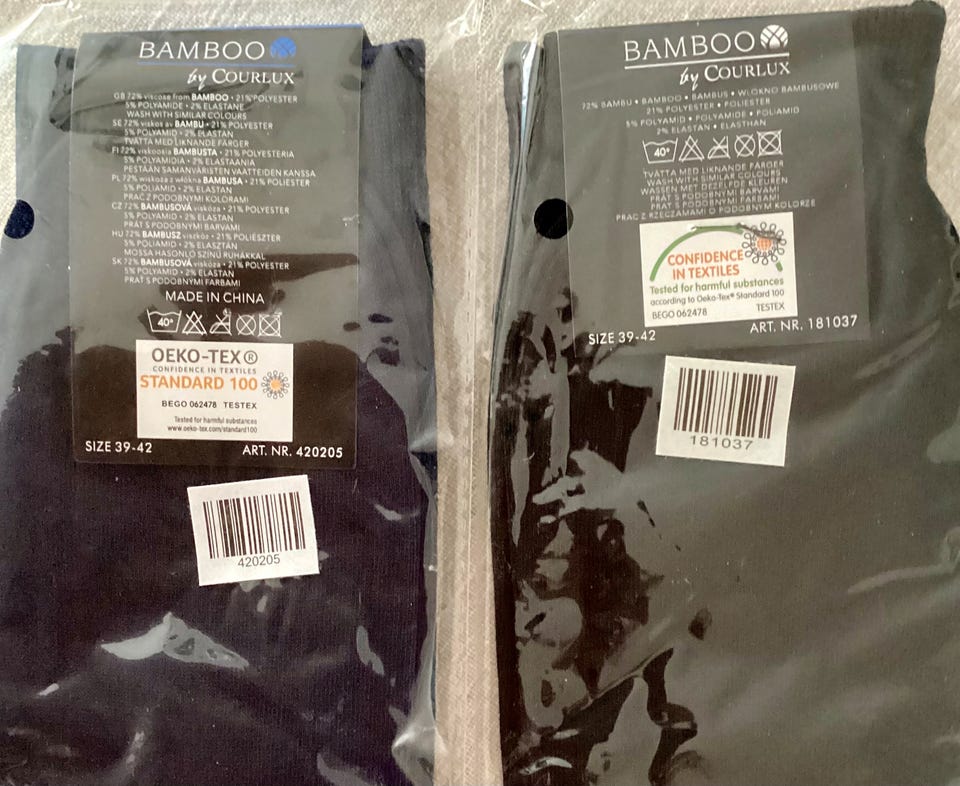 BAMBOO
by COURLUX
GB 72% viscose from BAMBOO • 21% POLYESTER
5% POLYAMIDE • 2% ELASTANE
WASH WITH SIMILAR COLOURS
SE 72% viskos av BAMBU • 21% POLYESTER
5% POLYAMID • 2% ELASTAN
TVÄTTA MED LIKNANDE FÄRGER
FI 72% viskoosia BAMBUSTA • 21% POLYESTERIA
5% POLYAMIDIA • 2% ELASTAANIA
PESTÄÄN SAMANVÄRISTEN VAATTEIDEN KANSSA
PL 72% wiskoza z włókna BAMBUSA • 21% POLIESTER
5% POLIAMID • 2% ELASTAN
PRAĆ Z PODOBNYMI KOLORAMI
CZ 72% BAMBUSOVÁ viskóza • 21% POLYESTER
5% POLYAMID • 2% ELASTAN
PRÁT S PODOBNÝMI BARVAMI
HU 72% BAMBUSZ viszkóz • 21% POLIÉSZTER
5% POLIAMID • 2% ELASZTÁN
MOSSA HASONLÓ SZÍNŰ RUHÁKKAL
SK 72% BAMBUSOVÁ viskóza • 21% POLYESTER
5% POLYAMID • 2% ELASTAN
PRAŤ S PODOBNÝMI FARBAMI
MADE IN CHINA
40°
OEKO-TEX®
CONFIDENCE IN TEXTILES
STANDARD 100
BEGO 062478 TESTEX
Tested for harmful substances
www.oeko-tex.com/standard100
SIZE 39-42 ART. NR. 420205
420205
BAMBOO
by COURLUX
72% BAMBU • BAMBOO • BAMBUS • WŁÓKNO BAMBUSOWE
21% POLYESTER • POLIESTER
5% POLYAMID • POLYAMIDE • POLIAMID
2% ELASTAN • ELASTHAN
40°
TVÄTTA MED LIKNANDE FÄRGER
WASH WITH SIMILAR COLOURS
WASSEN MET DEZELFDE KLEUREN
PRÁT S PODOBNÝMI BARVAMI
PRAŤ S PODOBNÝMI FARBAMI
PRAĆ Z RZECZAMAMI O PODOBNYM KOLORZE
CONFIDENCE
IN TEXTILES
Tested for harmful substances
according to Oeko-Tex® Standard 100
BEGO 062478 TESTEX
SIZE 39-42 ART. NR. 181037
181037